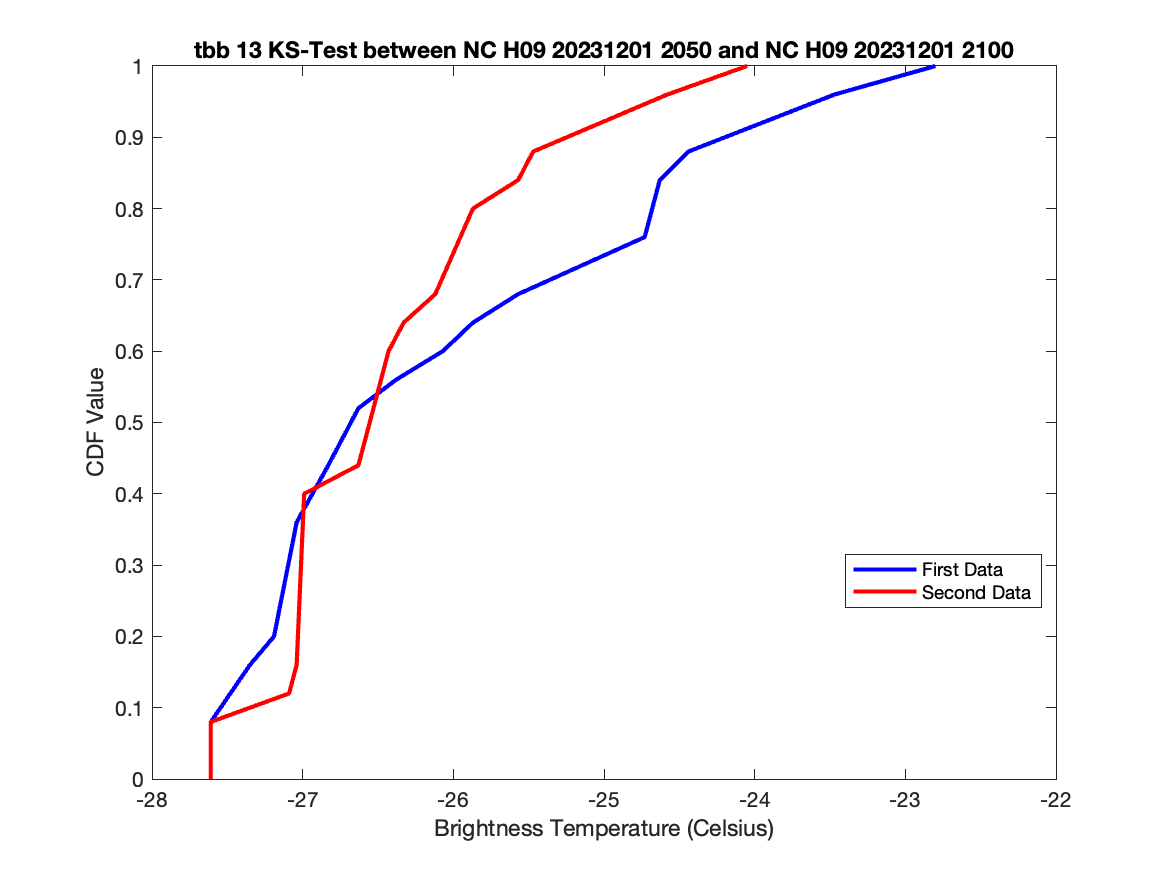 tbb 13 KS-Test between NC H09 20231201 2050 and NC H09 20231201 2100
1
0.9
0.8
0.7
0.6
0.5
0.4
0.3
0.2
0.1
0
CDF Value
First Data
Second Data
-28 -27 -26 -25 -24 -23 -22
Brightness Temperature (Celsius)